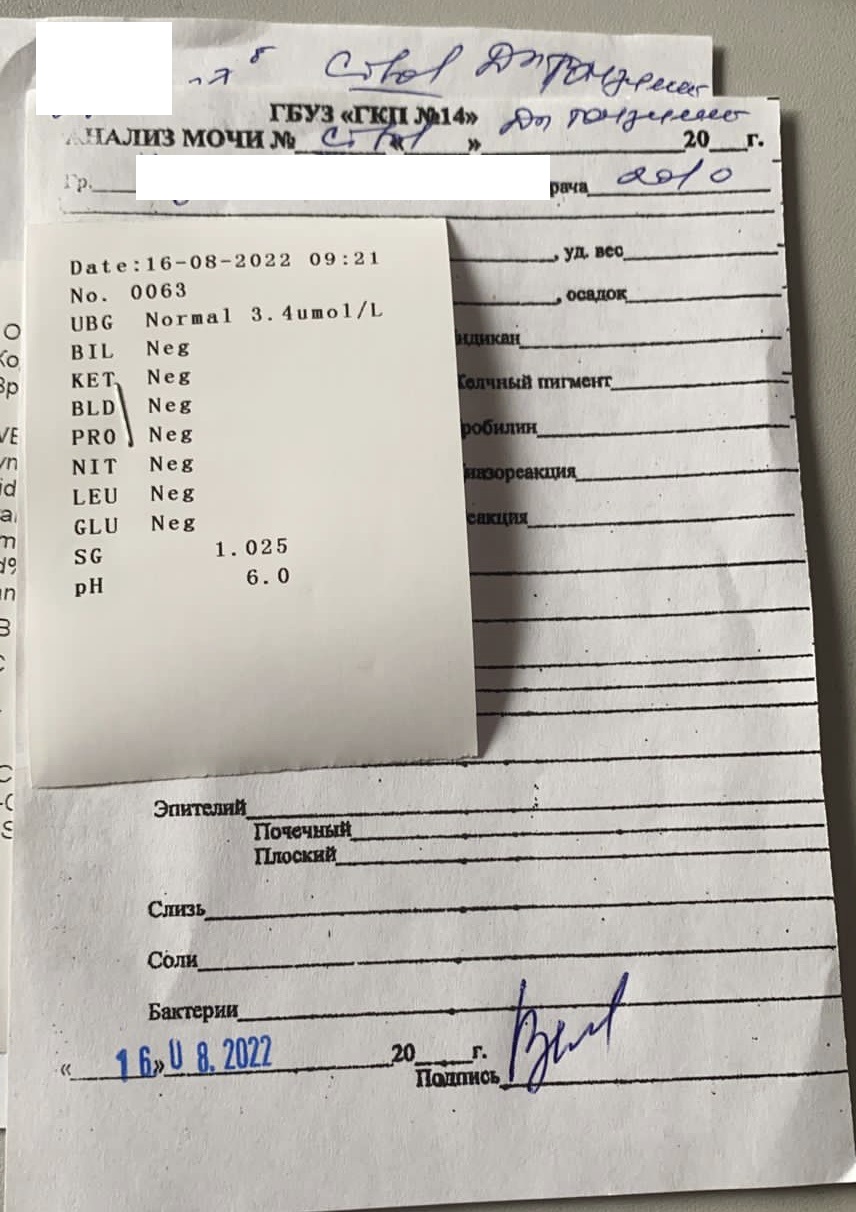 ГБУЗ «ГКП №14»
АНАЛИЗ МОЧИ № « » 20 г.
Гр. рача 2010
Date:16-08-2022 09:21
No. 0063
UBG Normal 3.4umol/L
BIL Neg
KET Neg
BLD Neg
PRO Neg
NIT Neg
LEU Neg
GLU Neg
SG 1.025
pH 6.0
, уд. вес
, осадок
ндикан
Желчный пигмент
робилин
иазореакция
еакция
Эпителий
Почечный
Плоский
Слизь
Соли
Бактерии
« 16» 08.2022 20 г.
Подпись